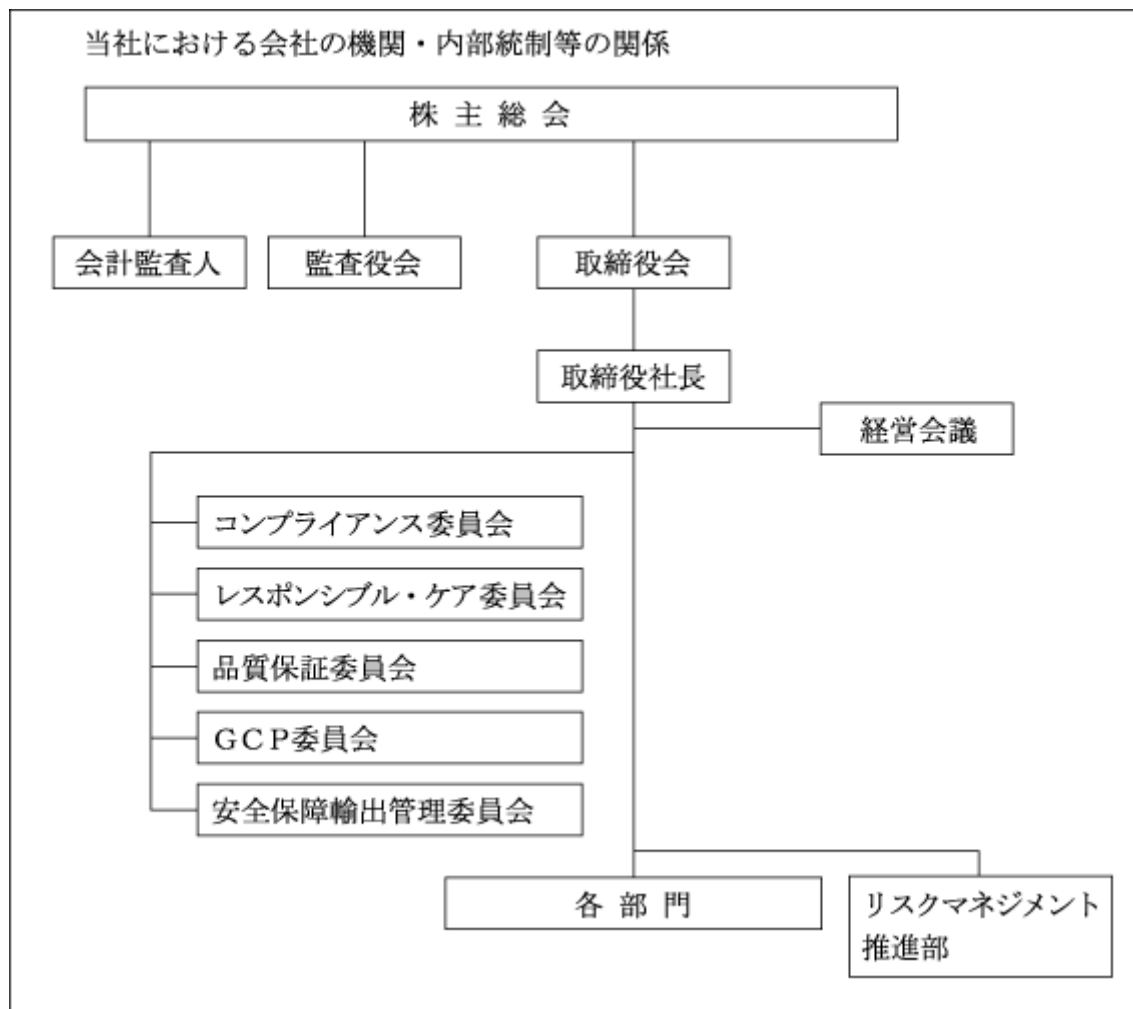 当社における会社の機関・内部統制等の関係
株主総会
会計監査人
監査役会
取締役会
取締役社長
経営会議
コンプライアンス委員会
レスポンシブル・ケア委員会
品質保証委員会
GCP委員会
安全保障輸出管理委員会
各部門
リスクマネジメント
推進部